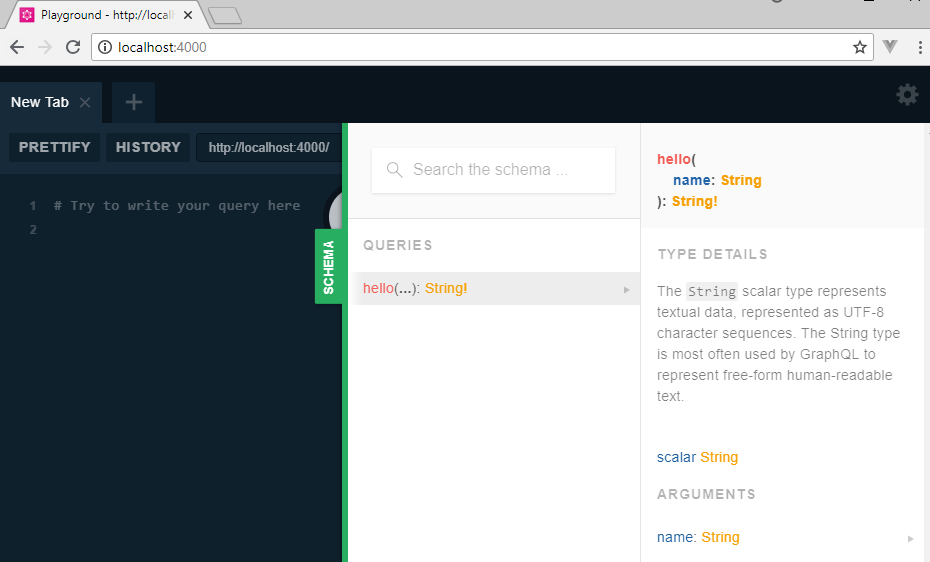 Playground - http://local
localhost:4000
New Tab
PRETTIFY
HISTORY
http://localhost:4000/
1 # Try to write your query here
2
SCHEMA
Search the schema ...
QUERIES
hello(...): String!
hello(
name: String
): String!
TYPE DETAILS
The String scalar type represents
textual data, represented as UTF-8
character sequences. The String type
is most often used by GraphQL to
represent free-form human-readable
text.
scalar String
ARGUMENTS
name: String